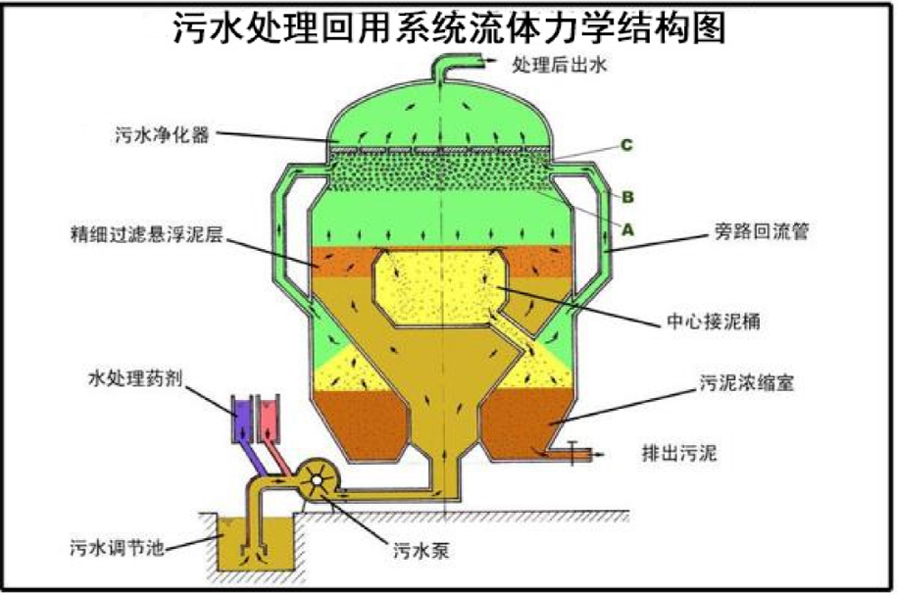 污水处理回用系统流体力学结构图
处理后出水
污水净化器
C
B
A
精细过滤悬浮泥层
旁路回流管
中心接泥桶
水处理药剂
污泥浓缩室
排出污泥
污水调节池
污水泵